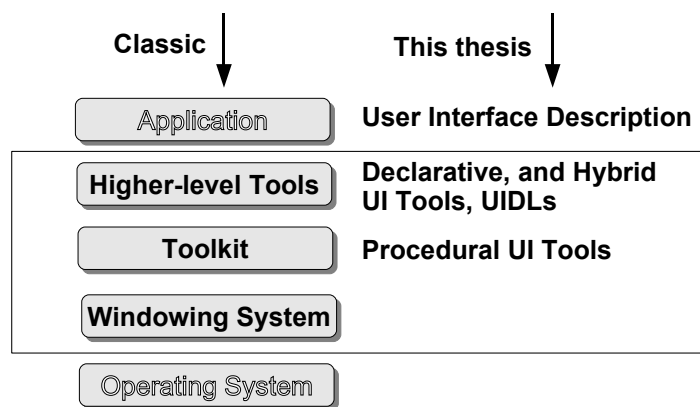 Classic
This thesis
Application
User Interface Description
Higher-level Tools
Declarative, and Hybrid
UI Tools, UIDLs
Toolkit
Procedural UI Tools
Windowing System
Operating System